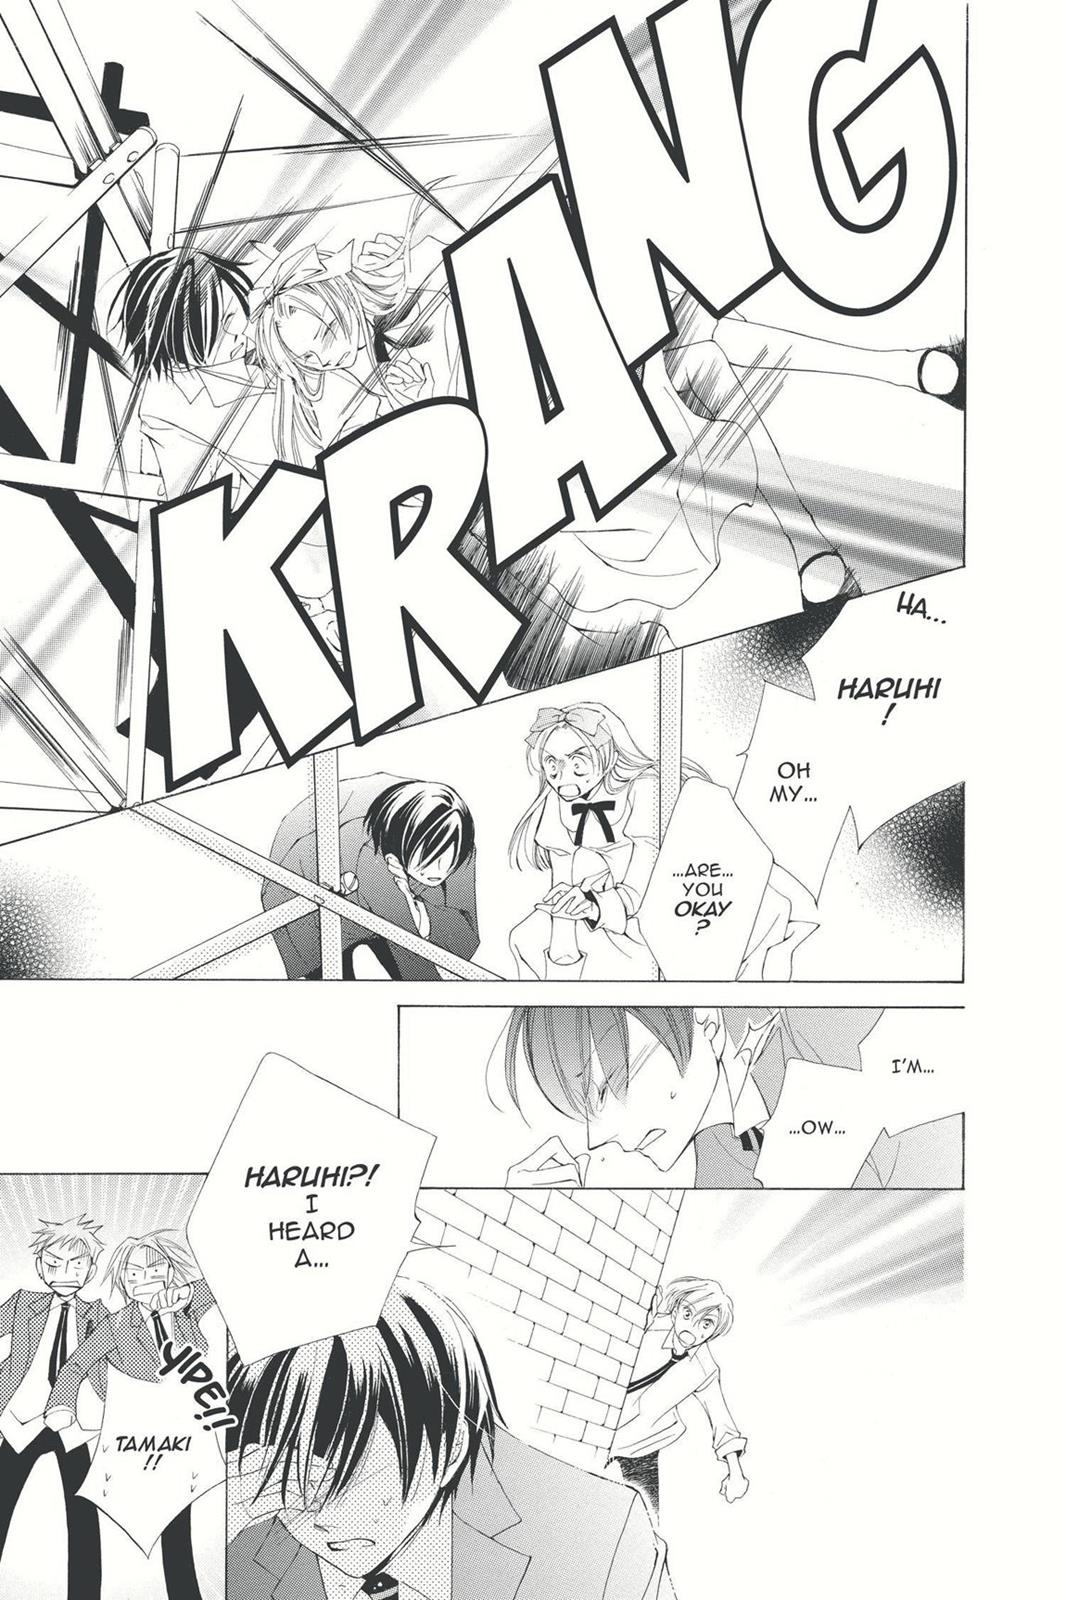 KRANG
HA...
HARUHI
!
OH
MY...
...ARE...
YOU
OKAY
?
I'M...
...OW...
HARUHI?!
I
HEARD
A...
YIPE!!
TAMAKI
!!